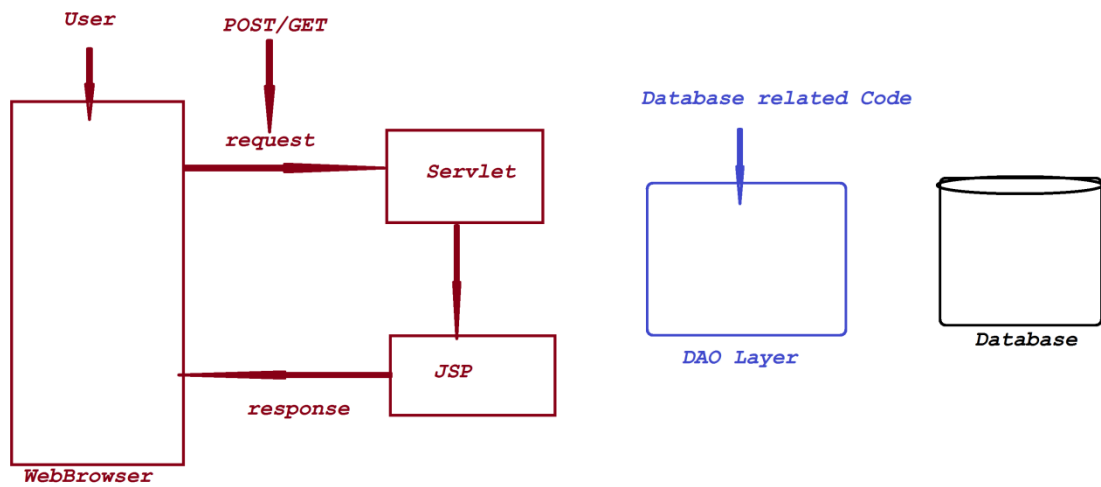 User
POST/GET
request
Servlet
JSP
response
WebBrowser
Database related Code
DAO Layer
Database